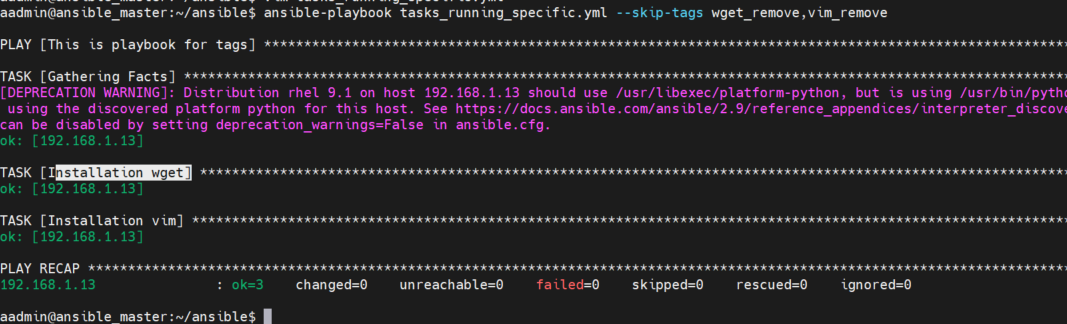 aadmin@ansible_master:~/ansible$ ansible-playbook tasks_running_specific.yml --skip-tags wget_remove,vim_remove
PLAY [This is playbook for tags] ****************************************************************************************************
TASK [Gathering Facts] **************************************************************************************************************
[DEPRECATION WARNING]: Distribution rhel 9.1 on host 192.168.1.13 should use /usr/libexec/platform-python, but is using /usr/bin/pytho
using the discovered platform python for this host. See https://docs.ansible.com/ansible/2.9/reference_appendices/interpreter_discove
can be disabled by setting deprecation_warnings=False in ansible.cfg.
ok: [192.168.1.13]
TASK [Installation wget] ************************************************************************************************************
ok: [192.168.1.13]
TASK [Installation vim] *************************************************************************************************************
ok: [192.168.1.13]
PLAY RECAP **************************************************************************************************************************
192.168.1.13 : ok=3 changed=0 unreachable=0 failed=0 skipped=0 rescued=0 ignored=0
aadmin@ansible_master:~/ansible$